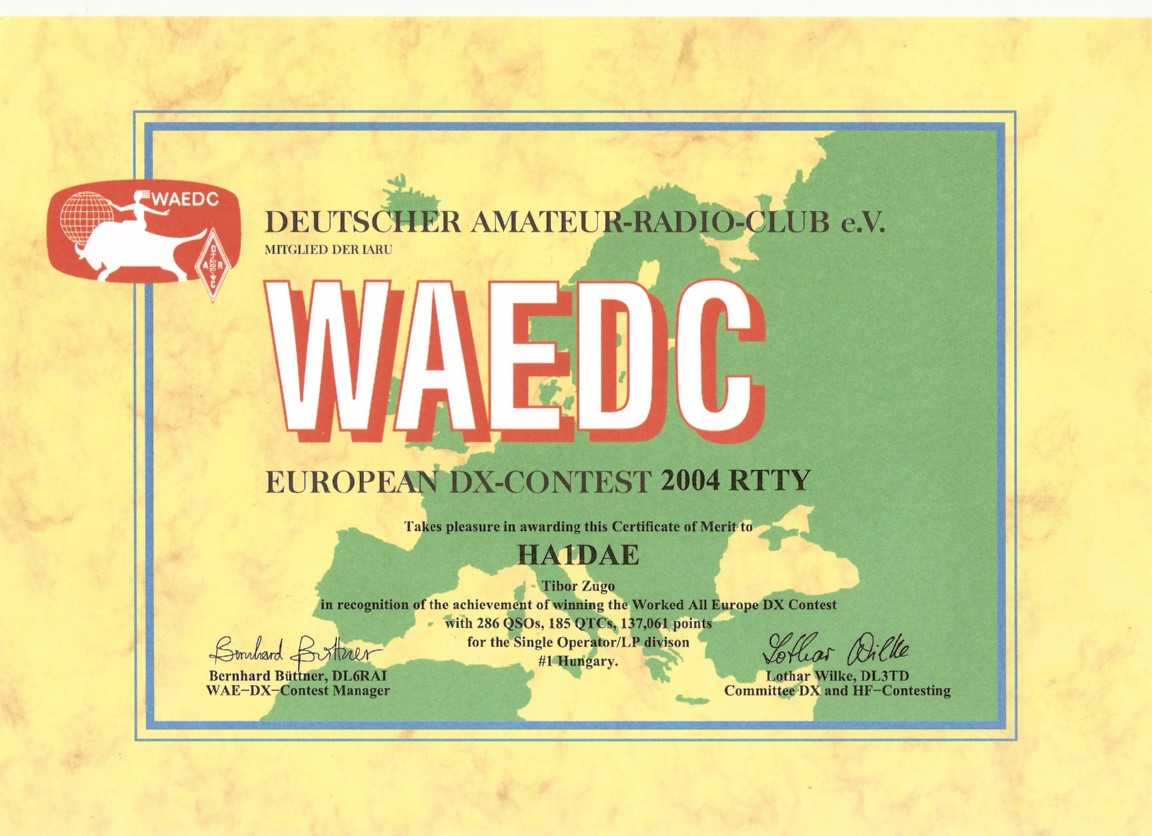 WAEDC
DARC
DEUTSCHER AMATEUR-RADIO-CLUB e.V.
MITGLIED DER IARU
WAEDC
EUROPEAN DX-CONTEST 2004 RTTY
Takes pleasure in awarding this Certificate of Merit to
HA1DAE
Tibor Zugo
in recognition of the achievement of winning the Worked All Europe DX Contest
with 286 QSOs, 185 QTCs, 137,061 points
for the Single Operator/LP divison
#1 Hungary.
Bernhard Büttner
Bernhard Büttner, DL6RAI
WAE-DX-Contest Manager
Lothar Wilke
Lothar Wilke, DL3TD
Committee DX and HF-Contesting